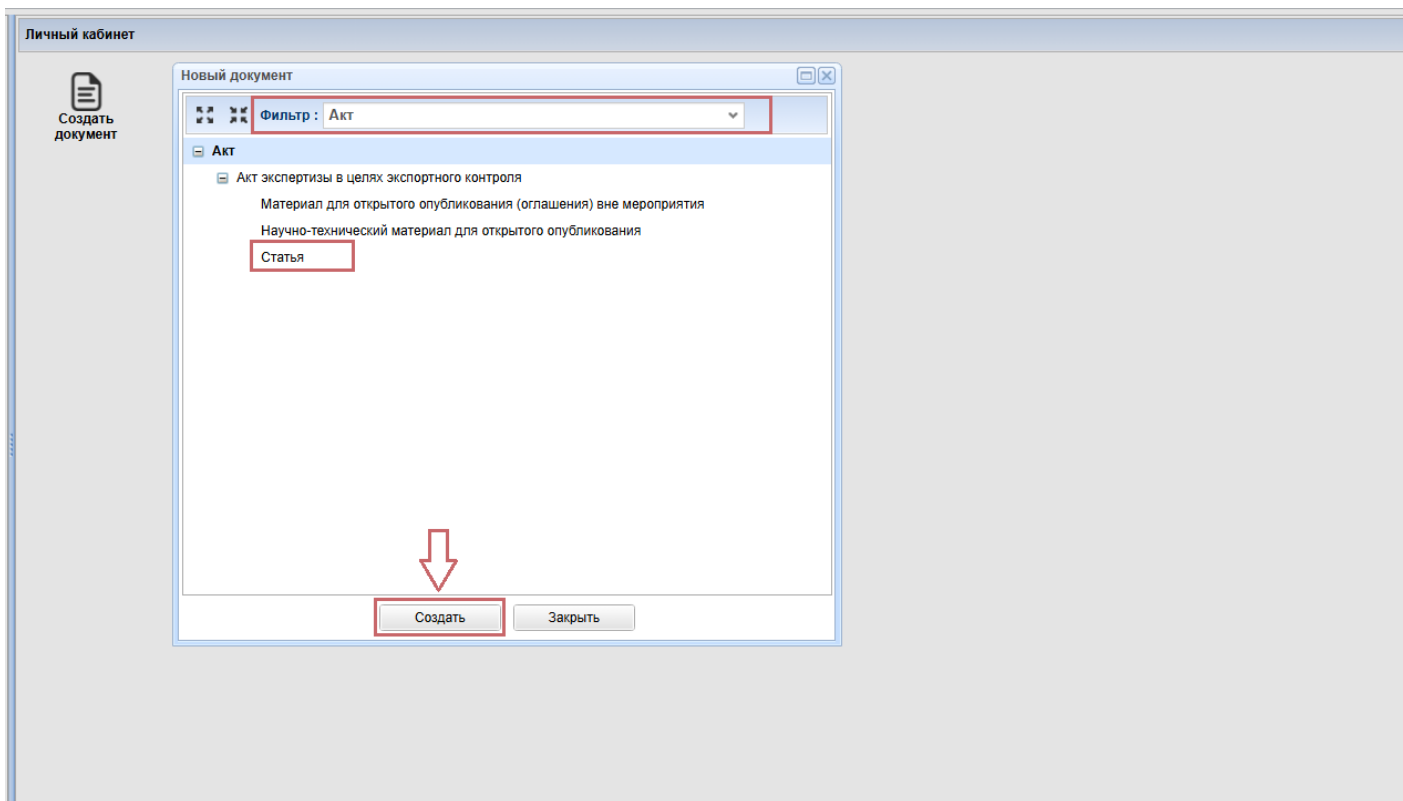 Личный кабинет
Создать
документ
Новый документ
Фильтр : Акт
Акт
Акт экспертизы в целях экспортного контроля
Материал для открытого опубликования (оглашения) вне мероприятия
Научно-технический материал для открытого опубликования
Статья
Создать Закрыть